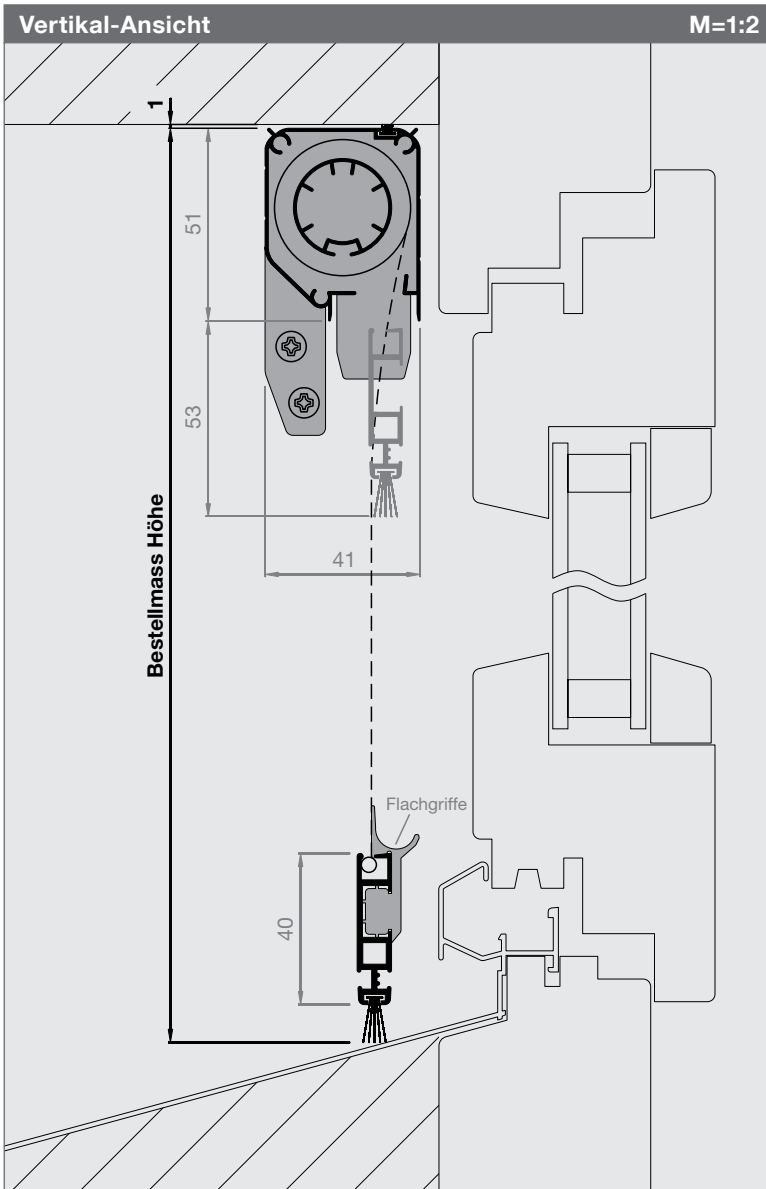 Vertikal-Ansicht
M=1:2
1
51
53
Bestellmass Höhe
41
Flachgriffe
40